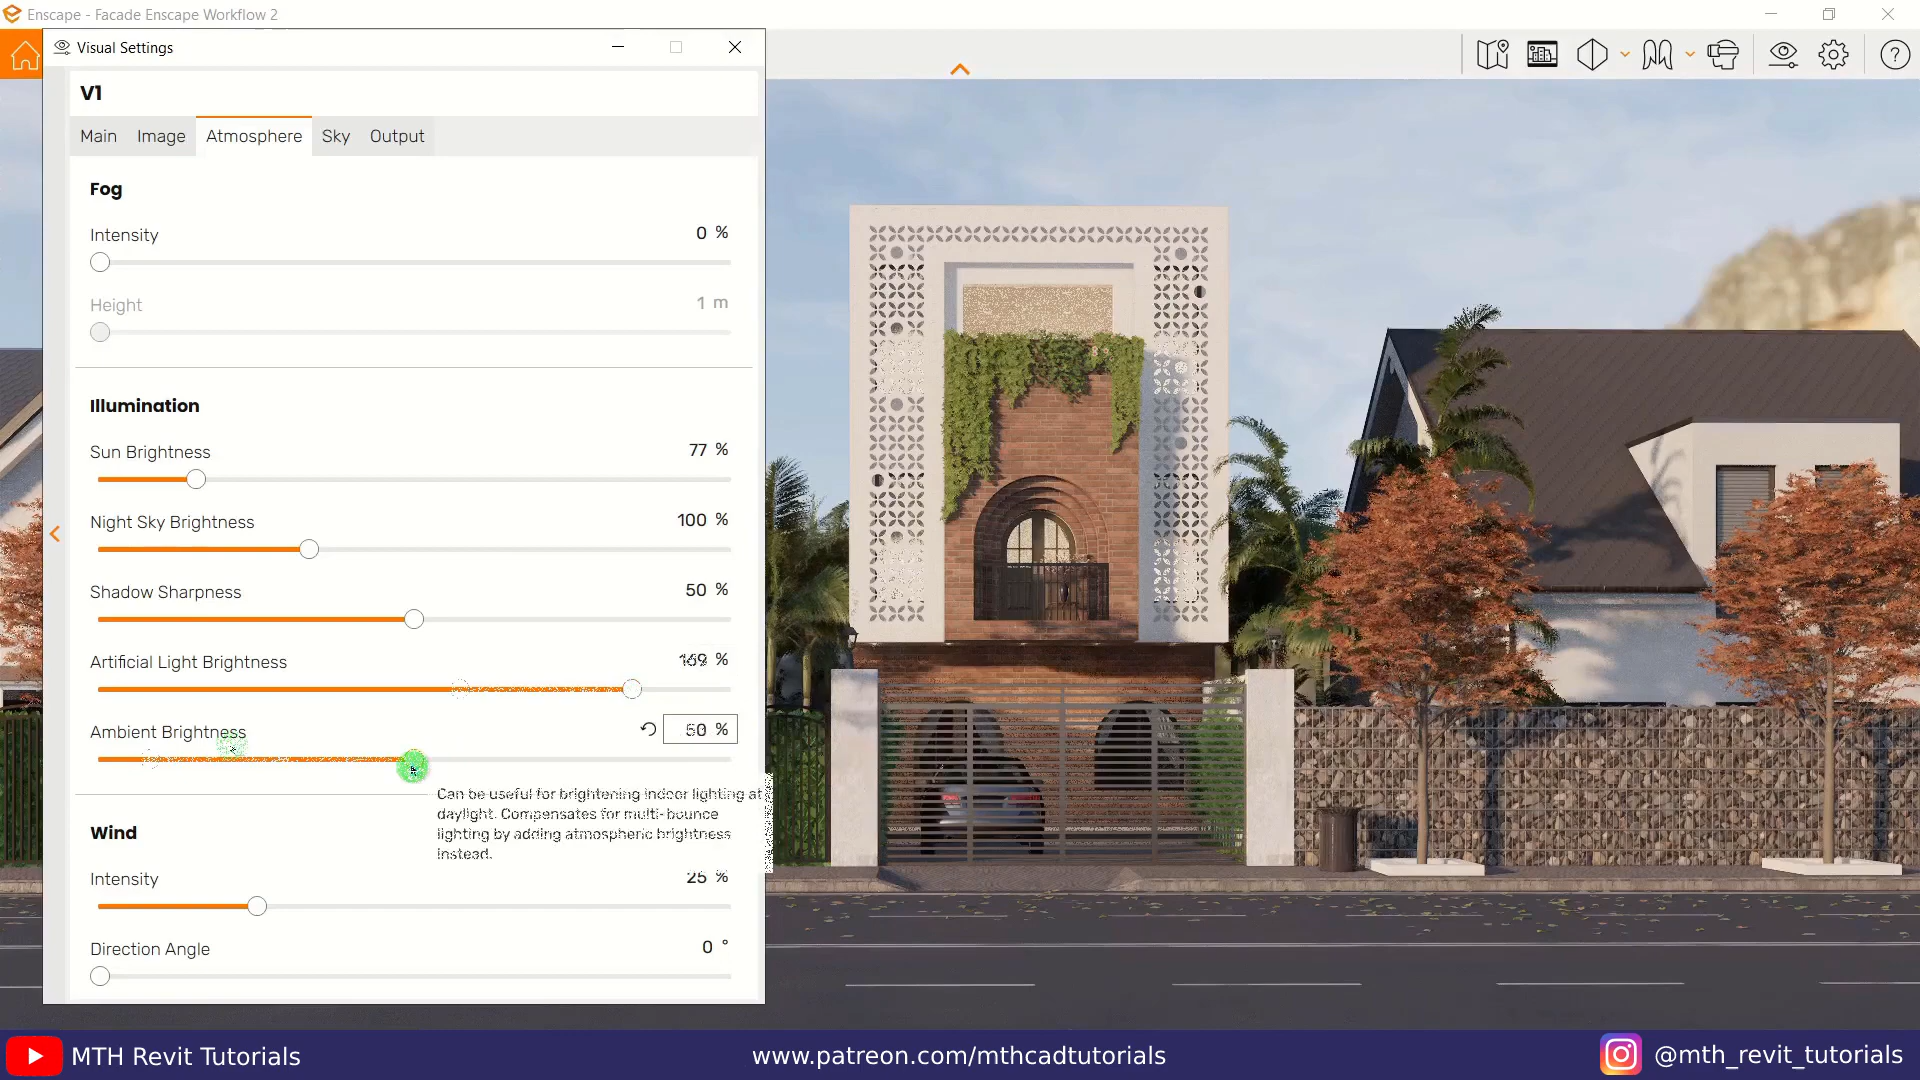 Enscape - Facade Enscape Workflow 2
Visual Settings
V1
Main Image Atmosphere Sky Output
Fog
Intensity 0 %
Height 1 m
Illumination
Sun Brightness 77 %
Night Sky Brightness 100 %
Shadow Sharpness 50 %
Artificial Light Brightness %
Ambient Brightness 50 %
Can be useful for brightening indoor lighting at
daylight. Compensates for multi-bounce
lighting by adding atmospheric brightness
instead.
Wind
Intensity 25 %
Direction Angle 0 °
MTH Revit Tutorials
www.patreon.com/mthcadtutorials
@mth_revit_tutorials